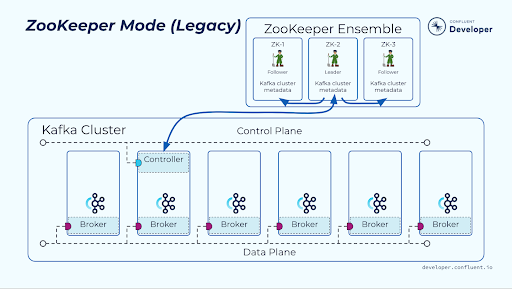 ZooKeeper Mode (Legacy)
CONFLUENT
Developer
ZooKeeper Ensemble
ZK-1
Follower
Kafka cluster
metadata
ZK-2
Leader
Kafka cluster
metadata
ZK-3
Follower
Kafka cluster
metadata
Kafka Cluster
Control Plane
Controller
Broker
Broker
Broker
Broker
Broker
Broker
Data Plane
developer.confluent.io